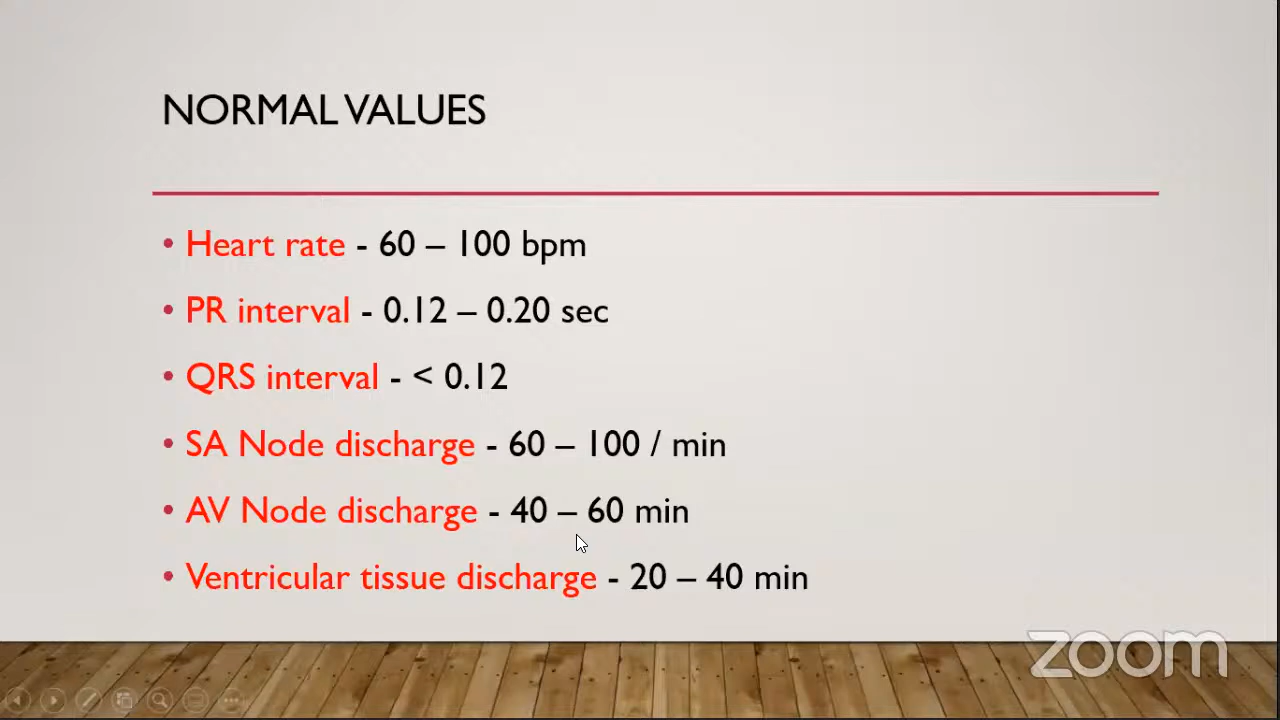 NORMAL VALUES
• Heart rate - 60 – 100 bpm
• PR interval - 0.12 – 0.20 sec
• QRS interval - < 0.12
• SA Node discharge - 60 – 100 / min
• AV Node discharge - 40 – 60 min
• Ventricular tissue discharge - 20 – 40 min
zoom